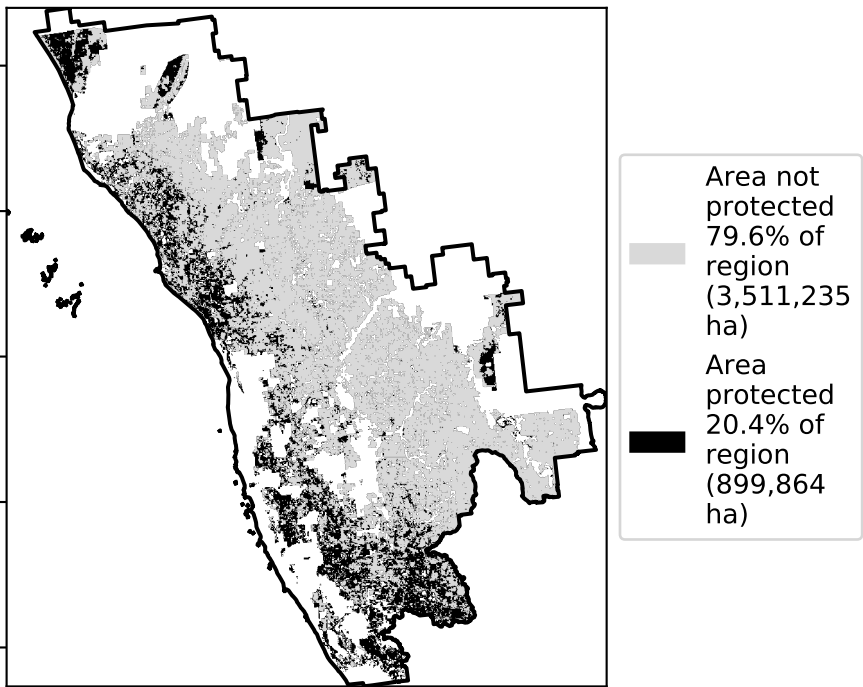 Area not
protected
79.6% of
region
(3,511,235
ha)
Area
protected
20.4% of
region
(899,864
ha)